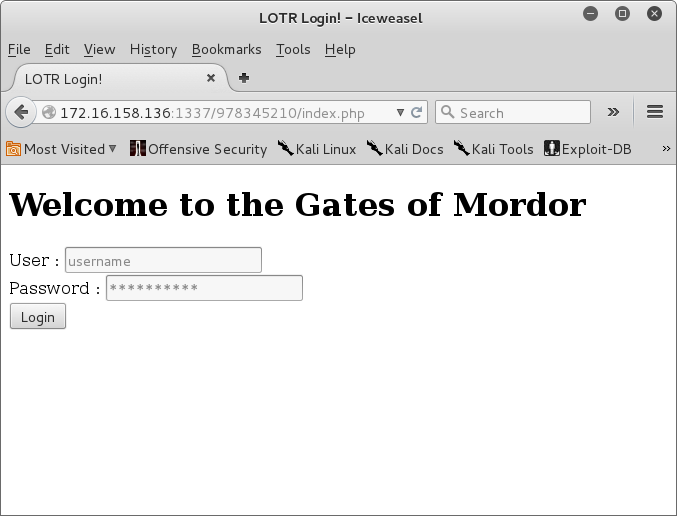 LOTR Login! - Iceweasel
File Edit View History Bookmarks Tools Help
LOTR Login!
172.16.158.136:1337/978345210/index.php Search
Most Visited Offensive Security Kali Linux Kali Docs Kali Tools Exploit-DB
Welcome to the Gates of Mordor
User : username
Password : **********
Login